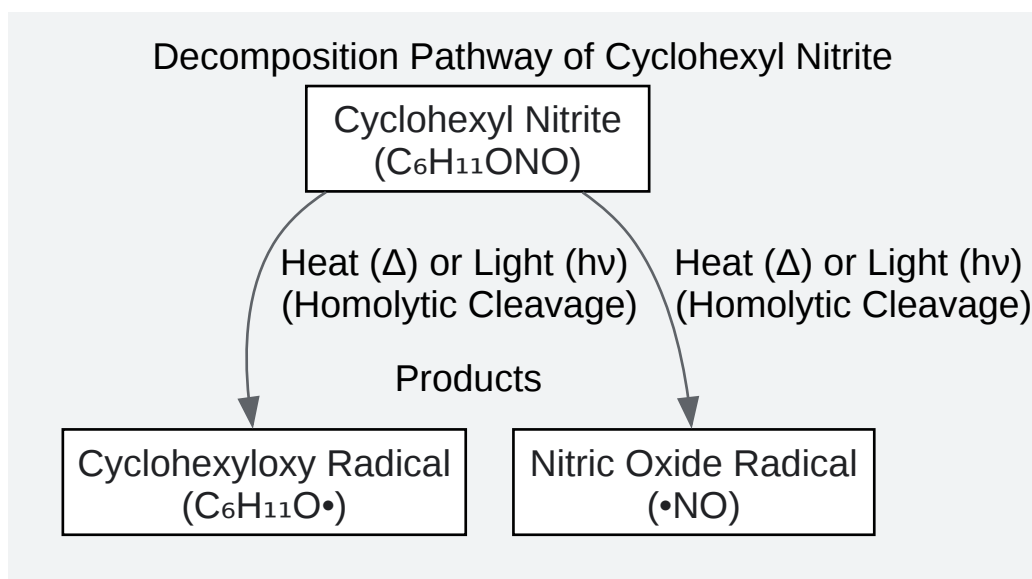 Decomposition Pathway of Cyclohexyl Nitrite
Cyclohexyl Nitrite
(C₆H₁₁ONO)
Heat (Δ) or Light (hν)
(Homolytic Cleavage)
Heat (Δ) or Light (hν)
(Homolytic Cleavage)
Products
Cyclohexyloxy Radical
(C₆H₁₁O•)
Nitric Oxide Radical
(•NO)